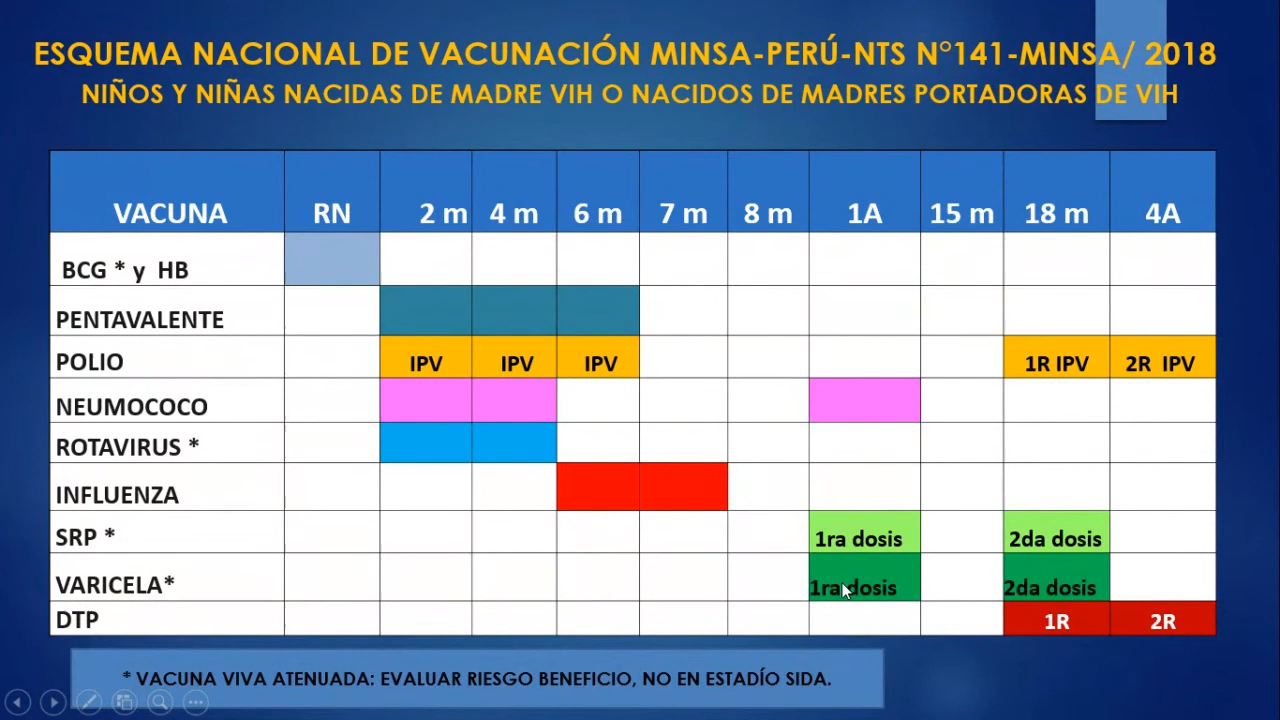 ESQUEMA NACIONAL DE VACUNACIÓN MINSA-PERÚ-NTS N°141-MINSA/ 2018
NIÑOS Y NIÑAS NACIDAS DE MADRE VIH O NACIDOS DE MADRES PORTADORAS DE VIH
VACUNA RN 2 m 4 m 6 m 7 m 8 m 1A 15 m 18 m 4A
BCG * y HB
PENTAVALENTE
POLIO IPV IPV IPV 1R IPV 2R IPV
NEUMOCOCO
ROTAVIRUS *
INFLUENZA
SRP * 1ra dosis 2da dosis
VARICELA* 1ra dosis 2da dosis
DTP 1R 2R
* VACUNA VIVA ATENUADA: EVALUAR RIESGO BENEFICIO, NO EN ESTADÍO SIDA.